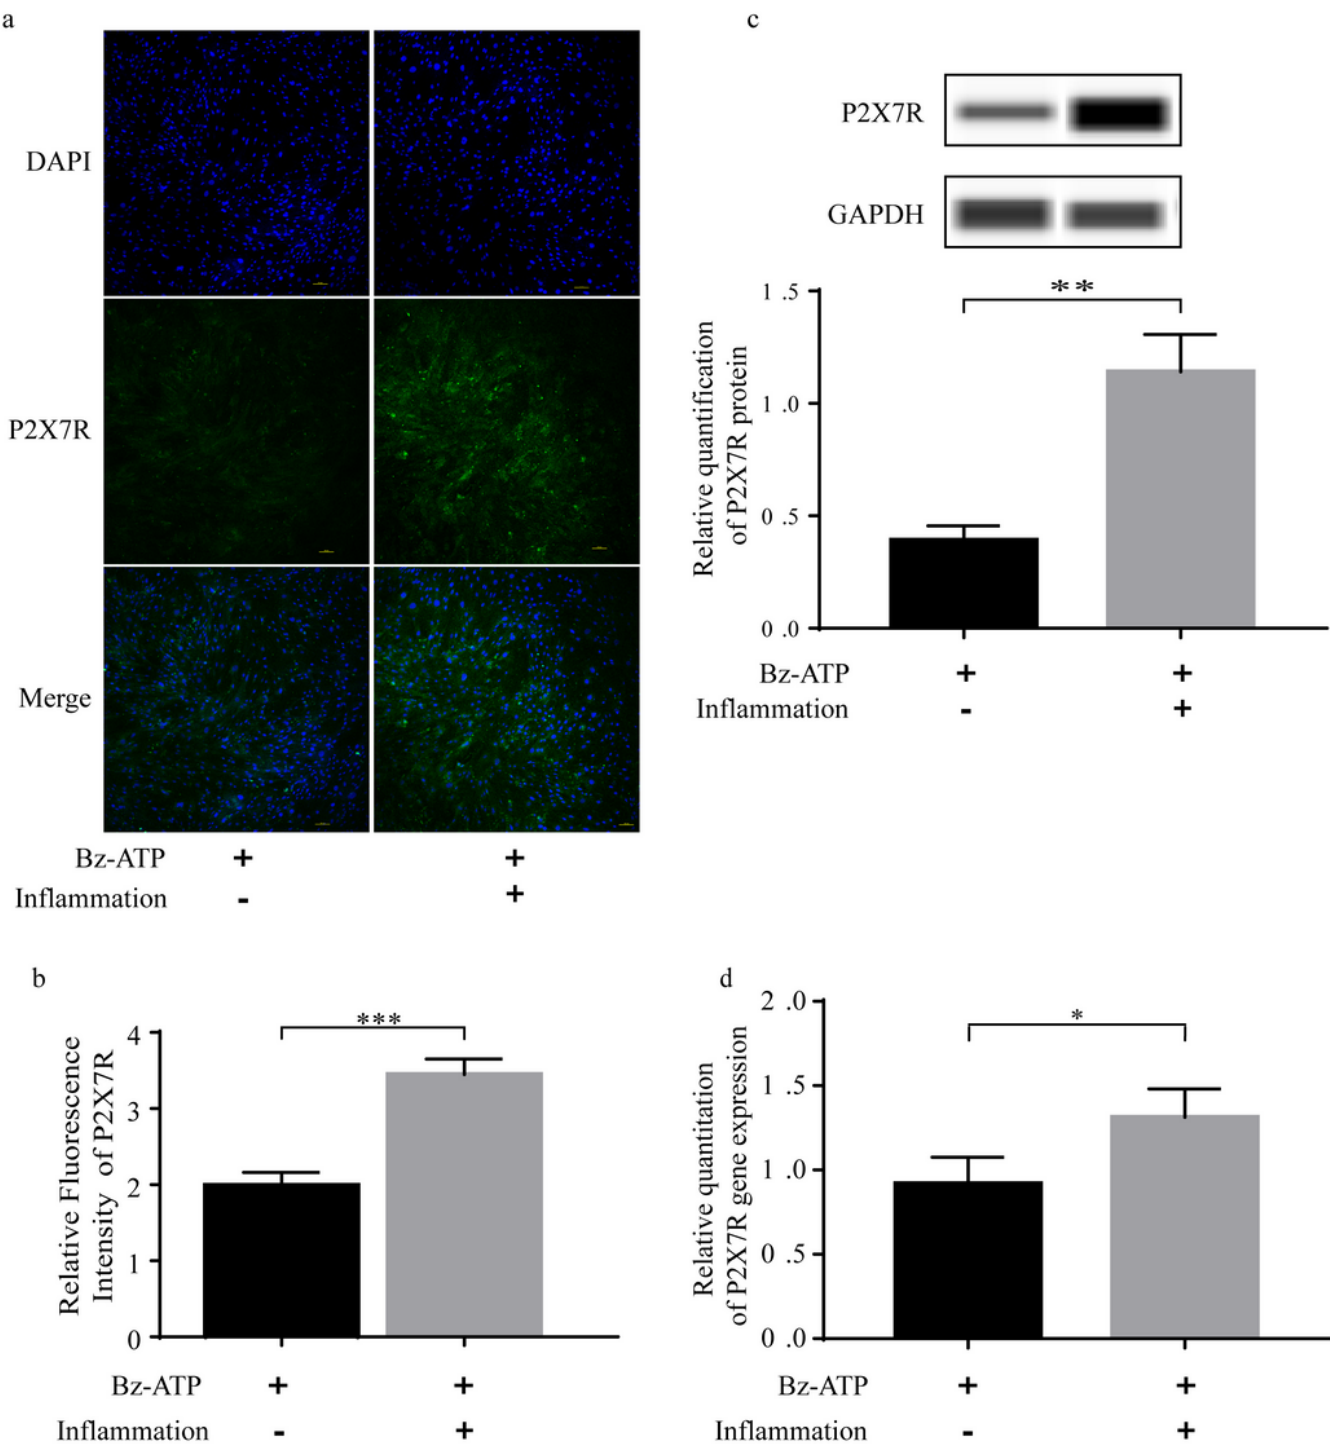 a
DAPI
P2X7R
Merge
Bz-ATP + +
Inflammation - +
b
***
Relative Fluorescence
Intensity of P2X7R
4
3
2
1
0
Bz-ATP + +
Inflammation - +
c
P2X7R
GAPDH
**
Relative quantification
of P2X7R protein
1.5
1.0
0.5
0.0
Bz-ATP + +
Inflammation - +
d
*
Relative quantitation
of P2X7R gene expression
2.0
1.5
1.0
0.5
0.0
Bz-ATP + +
Inflammation - +